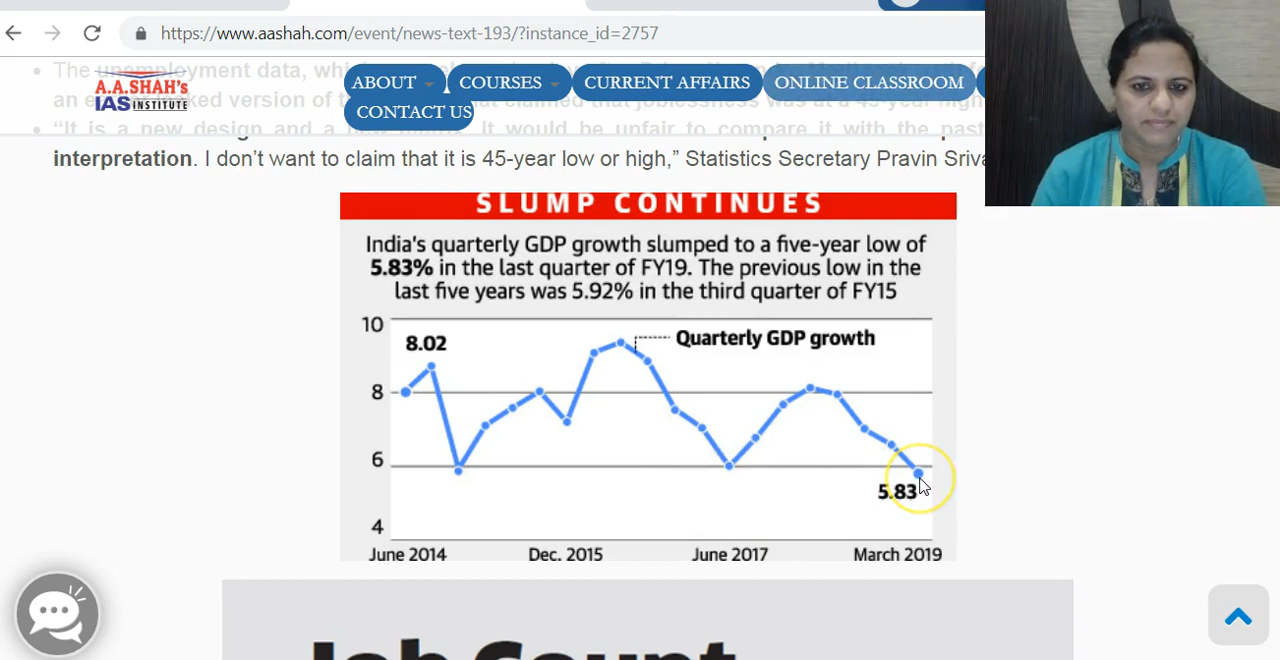 https://www.aashah.com/event/news-text-193/?instance_id=2757
A.A.SHAH's
IAS INSTITUTE
ABOUT
COURSES
CURRENT AFFAIRS
ONLINE CLASSROOM
CONTACT US
The unemployment data,
claimed that joblessness was at a 45-year high
“It is a new design and a new It would be unfair to compare it with the past
interpretation. I don’t want to claim that it is 45-year low or high,” Statistics Secretary Pravin
SLUMP CONTINUES
India's quarterly GDP growth slumped to a five-year low of
5.83% in the last quarter of FY19. The previous low in the
last five years was 5.92% in the third quarter of FY15
10
8.02
Quarterly GDP growth
8
6
5.83
4
June 2014
Dec. 2015
June 2017
March 2019
Job Count